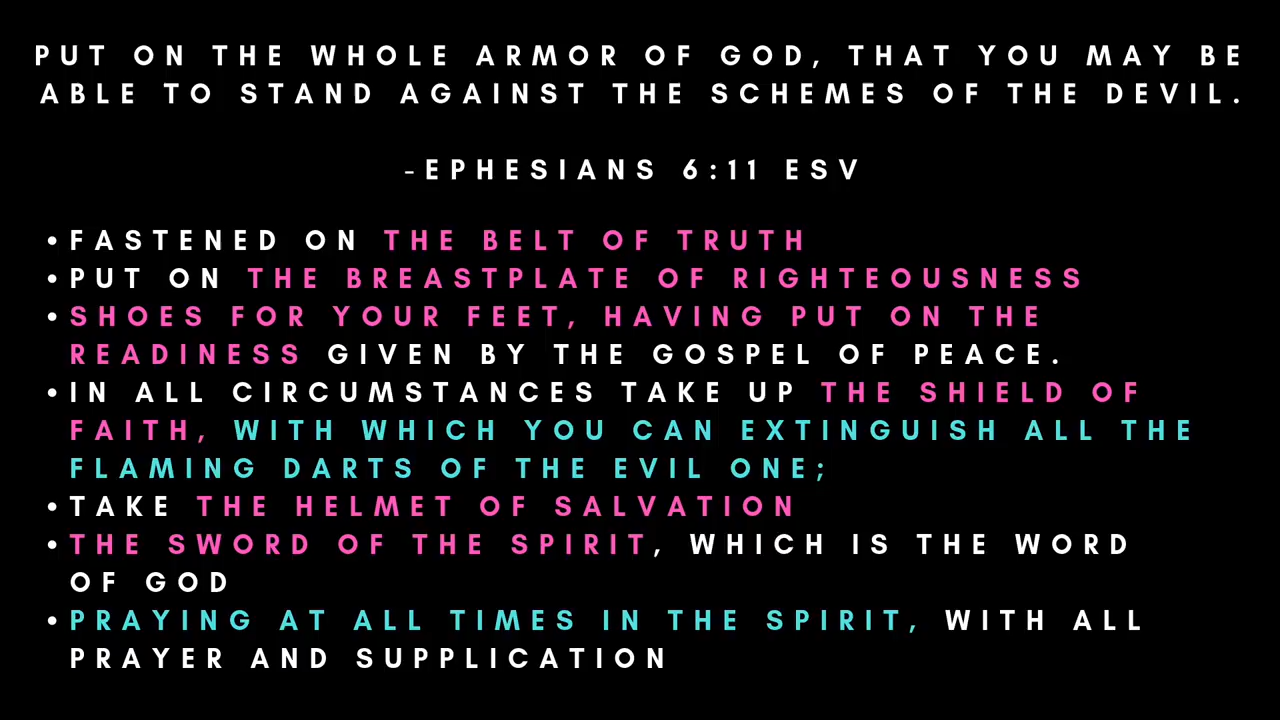 PUT ON THE WHOLE ARMOR OF GOD, THAT YOU MAY BE
ABLE TO STAND AGAINST THE SCHEMES OF THE DEVIL.
-EPHESIANS 6:11 ESV
•FASTENED ON THE BELT OF TRUTH
•PUT ON THE BREASTPLATE OF RIGHTEOUSNESS
•SHOES FOR YOUR FEET, HAVING PUT ON THE
READINESS GIVEN BY THE GOSPEL OF PEACE.
•IN ALL CIRCUMSTANCES TAKE UP THE SHIELD OF
FAITH, WITH WHICH YOU CAN EXTINGUISH ALL THE
FLAMING DARTS OF THE EVIL ONE;
•TAKE THE HELMET OF SALVATION
•THE SWORD OF THE SPIRIT, WHICH IS THE WORD
OF GOD
•PRAYING AT ALL TIMES IN THE SPIRIT, WITH ALL
PRAYER AND SUPPLICATION